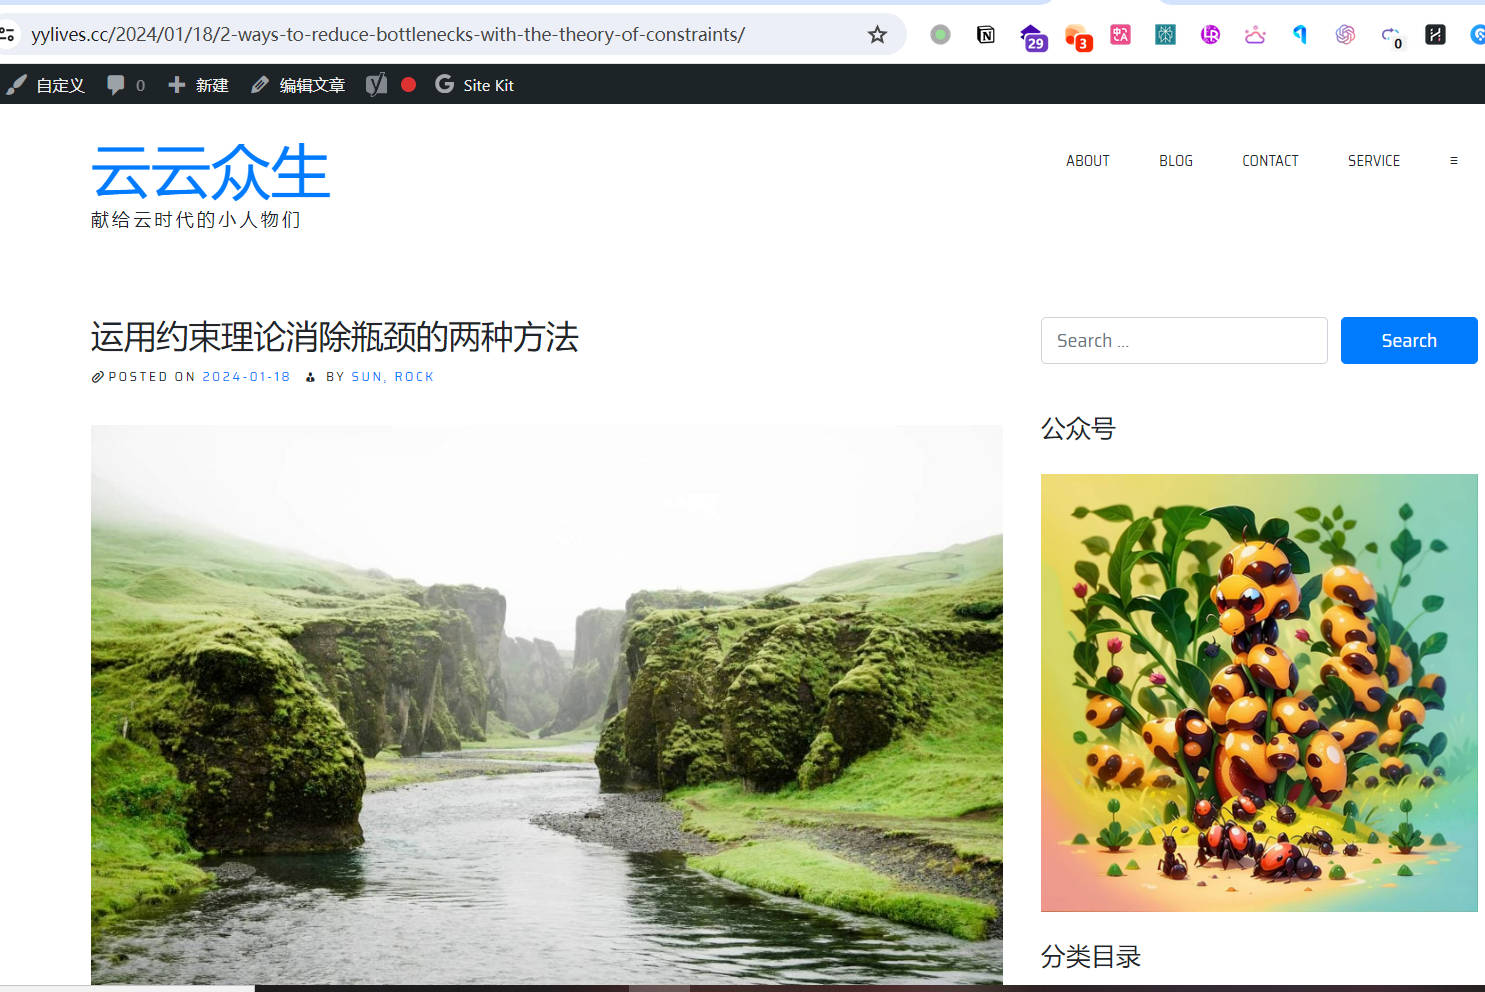 yylives.cc/2024/01/18/2-ways-to-reduce-bottlenecks-with-the-theory-of-constraints/
29
3
0
自定义 0 新建 编辑文章 Site Kit
云云众生
献给云时代的小人物们
ABOUT BLOG CONTACT SERVICE
运用约束理论消除瓶颈的两种方法
POSTED ON 2024-01-18 BY SUN, ROCK
Search ...
Search
公众号
分类目录